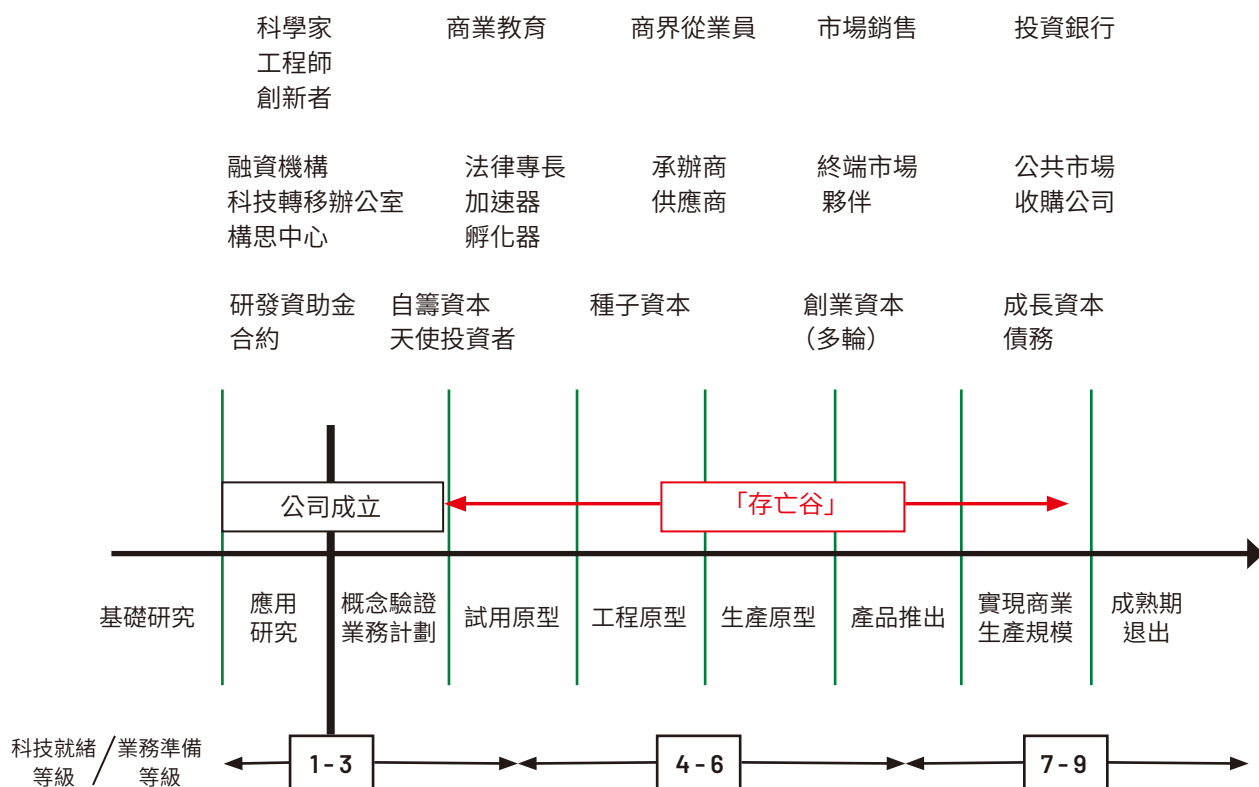 科學家
工程師
創新者
商業教育
商界從業員
市場銷售
投資銀行
融資機構
科技轉移辦公室
構思中心
法律專長
加速器
孵化器
承辦商
供應商
終端市場
夥伴
公共市場
收購公司
研發資助金
合約
自籌資本
天使投資者
種子資本
創業資本
（多輪）
成長資本
債務
公司成立
「存亡谷」
基礎研究
應用
研究
概念驗證
業務計劃
試用原型
工程原型
生產原型
產品推出
實現商業
生產規模
成熟期
退出
科技就緒
等級
/
業務準備
等級
1 - 3
4 - 6
7 - 9